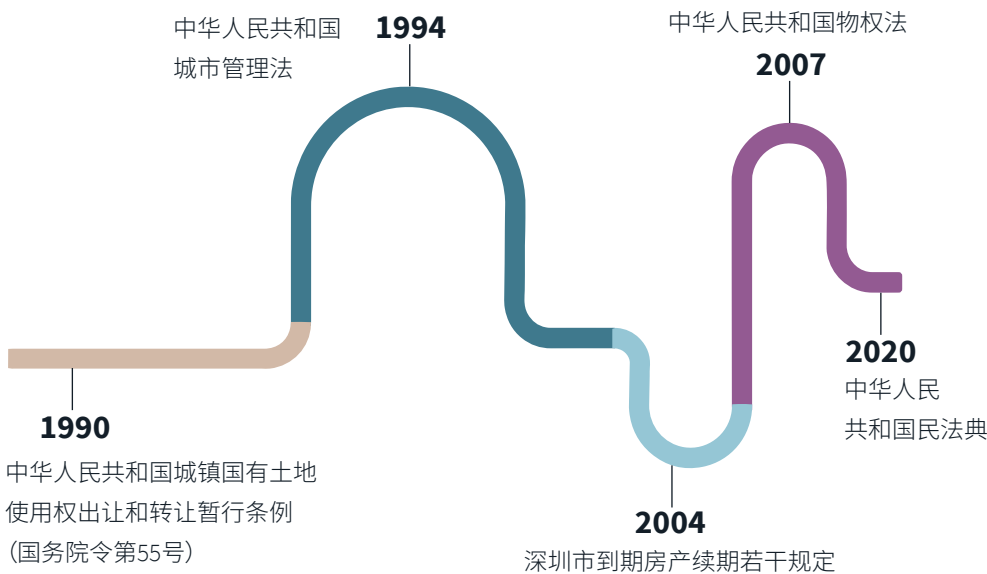 1990
中华人民共和国城镇国有土地
使用权出让和转让暂行条例
（国务院令第55号）
中华人民共和国
城市管理法
1994
2004
深圳市到期房产续期若干规定
中华人民共和国物权法
2007
2020
中华人民
共和国民法典